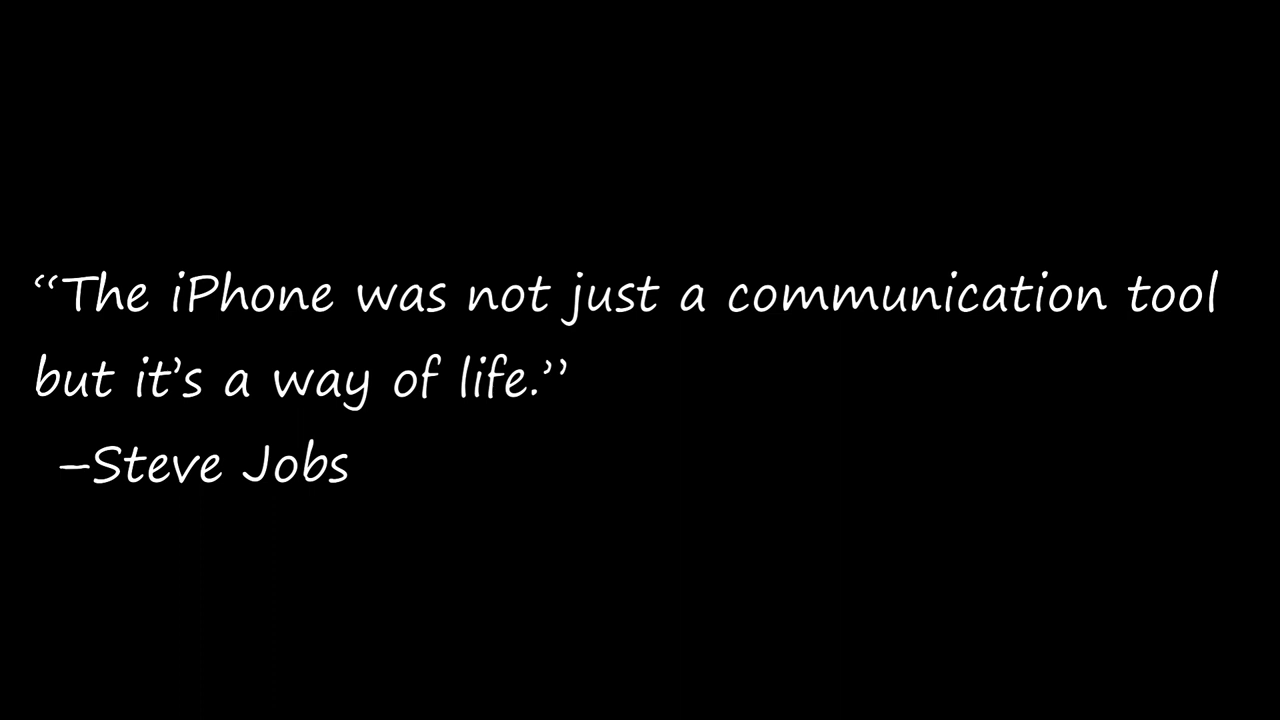 “The iPhone was not just a communication tool
but it’s a way of life.”
–Steve Jobs